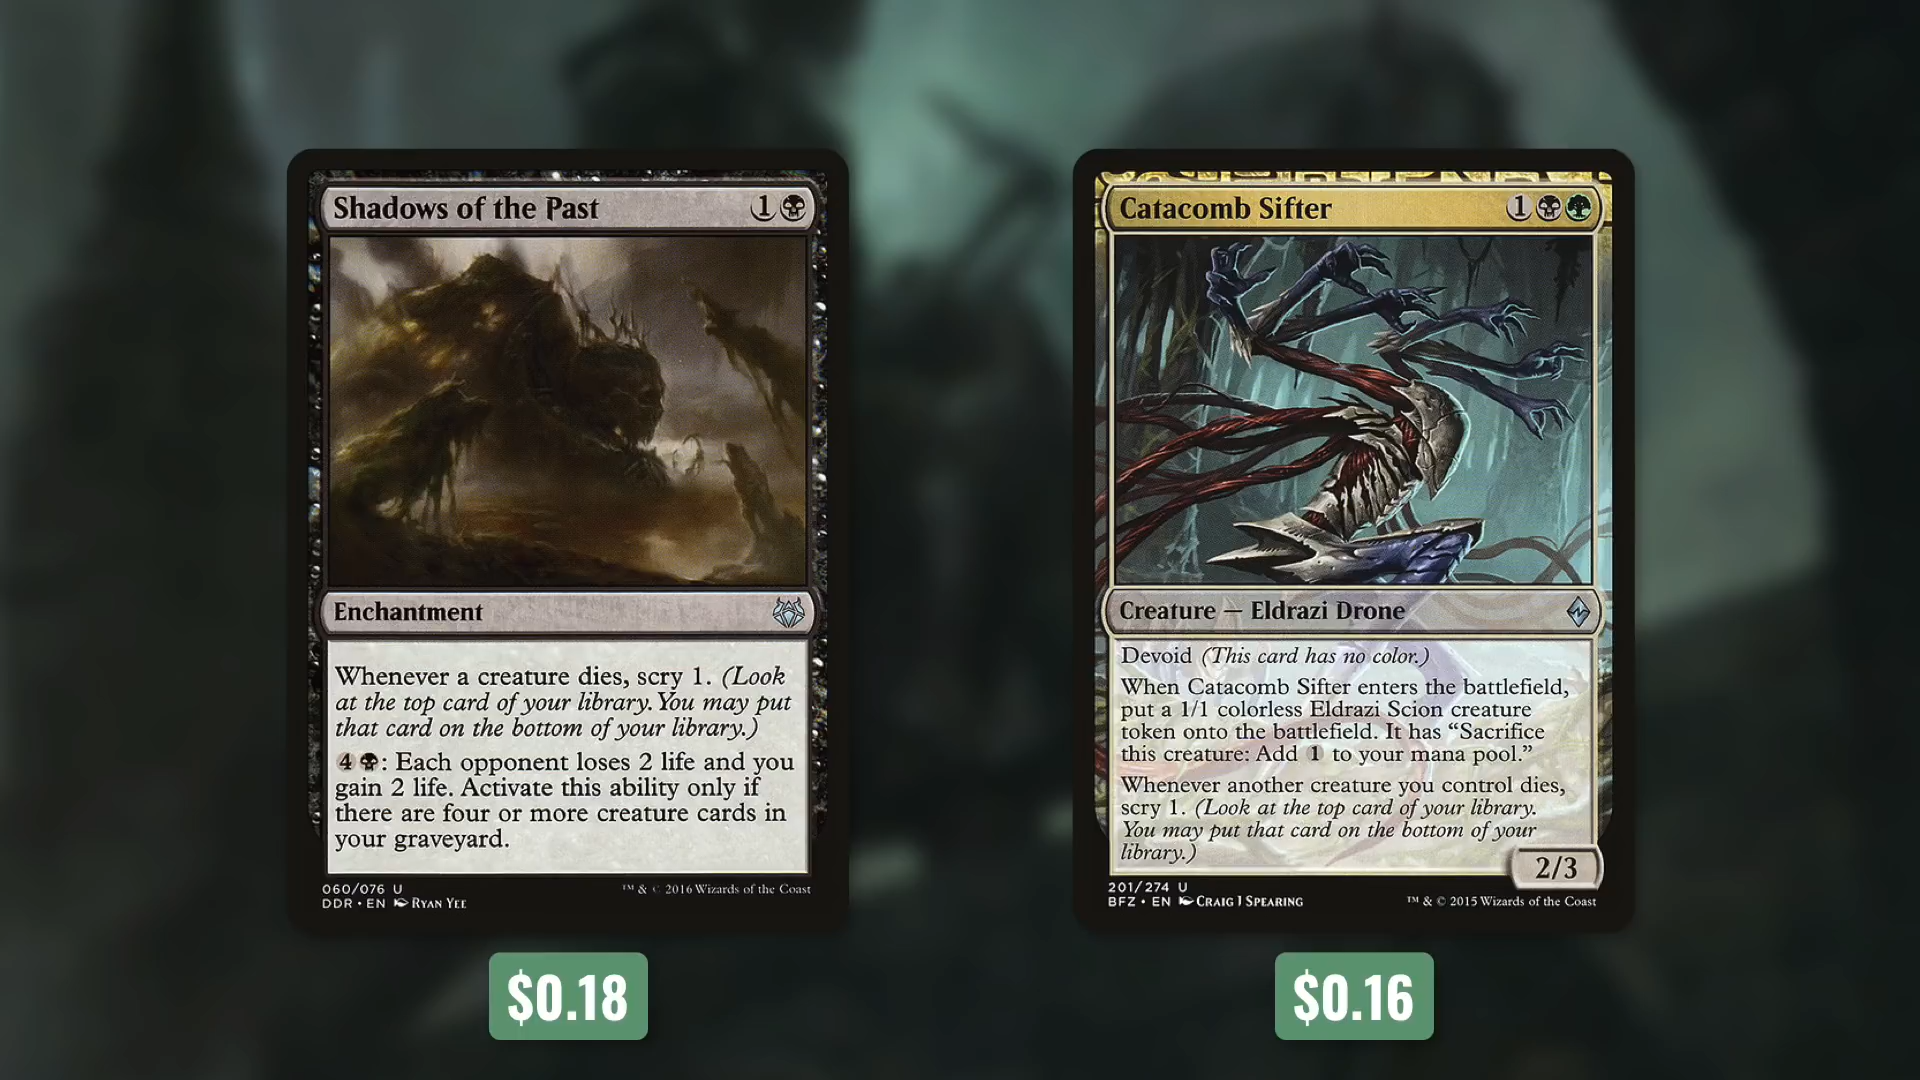 Shadows of the Past 1
Enchantment
Whenever a creature dies, scry 1. (Look
at the top card of your library. You may put
that card on the bottom of your library.)
4 : Each opponent loses 2 life and you
gain 2 life. Activate this ability only if
there are four or more creature cards in
your graveyard.
060/076 U
DDR • EN RYAN YEE
™ & © 2016 Wizards of the Coast
$0.18
Catacomb Sifter 1
Creature — Eldrazi Drone
Devoid (This card has no color.)
When Catacomb Sifter enters the battlefield,
put a 1/1 colorless Eldrazi Scion creature
token onto the battlefield. It has “Sacrifice
this creature: Add 1 to your mana pool.”
Whenever another creature you control dies,
scry 1. (Look at the top card of your library.
You may put that card on the bottom of your
library.)
2/3
201/274 U
BFZ • EN CRAIG J SPEARING
™ & © 2015 Wizards of the Coast
$0.16